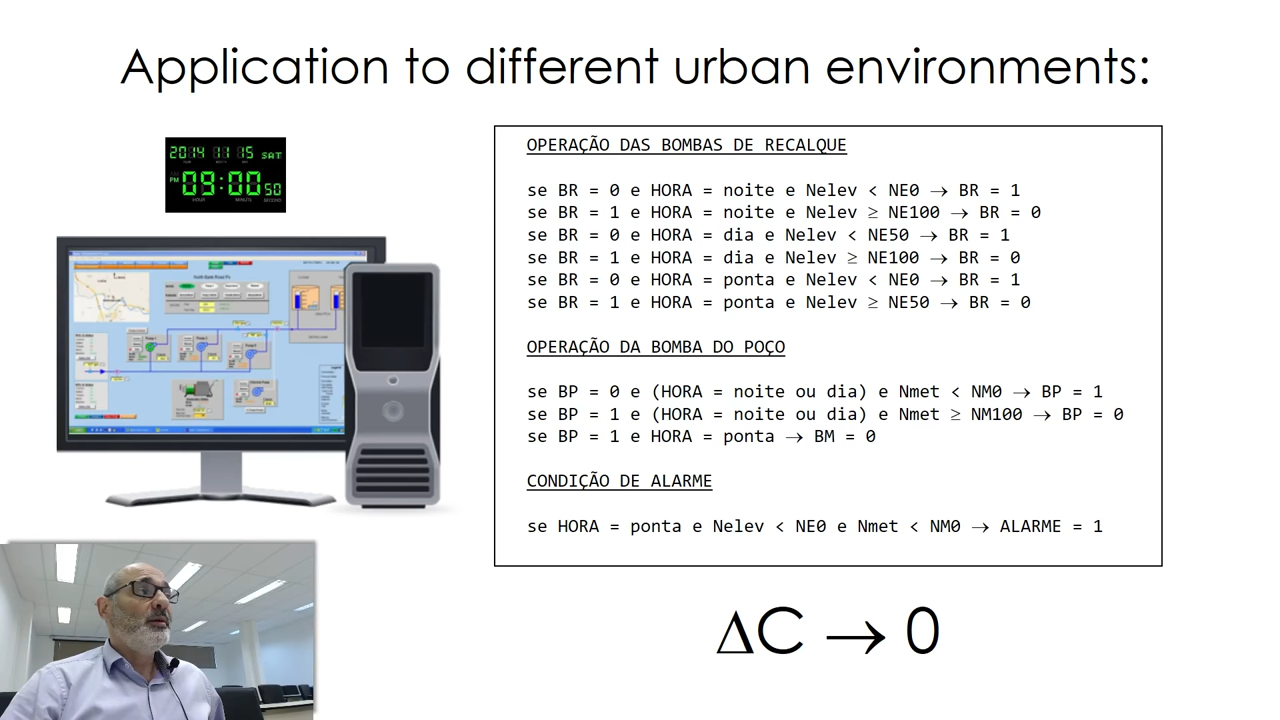 Application to different urban environments:
2014 11 15 SAT
PM 09:00 50
HOUR MINUTE SECOND
OPERAÇÃO DAS BOMBAS DE RECALQUE
se BR = 0 e HORA = noite e Nelev < NE0 → BR = 1
se BR = 1 e HORA = noite e Nelev ≥ NE100 → BR = 0
se BR = 0 e HORA = dia e Nelev < NE50 → BR = 1
se BR = 1 e HORA = dia e Nelev ≥ NE100 → BR = 0
se BR = 0 e HORA = ponta e Nelev < NE0 → BR = 1
se BR = 1 e HORA = ponta e Nelev ≥ NE50 → BR = 0
OPERAÇÃO DA BOMBA DO POÇO
se BP = 0 e (HORA = noite ou dia) e Nmet < NM0 → BP = 1
se BP = 1 e (HORA = noite ou dia) e Nmet ≥ NM100 → BP = 0
se BP = 1 e HORA = ponta → BM = 0
CONDIÇÃO DE ALARME
se HORA = ponta e Nelev < NE0 e Nmet < NM0 → ALARME = 1
ΔC → 0